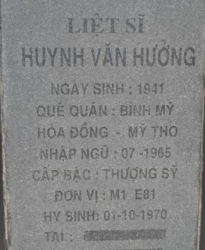 LIỆT SĨ
HUỲNH VĂN HƯỞNG
NGÀY SINH : 1941
QUÊ QUÁN : BÌNH MỸ
HÒA ĐỒNG - MỸ THO
NHẬP NGŨ : 07 -1965
CẤP BẬC : THƯỢNG SỸ
ĐƠN VỊ : M1 E81
HY SINH: 01-10-1970
TẠI :